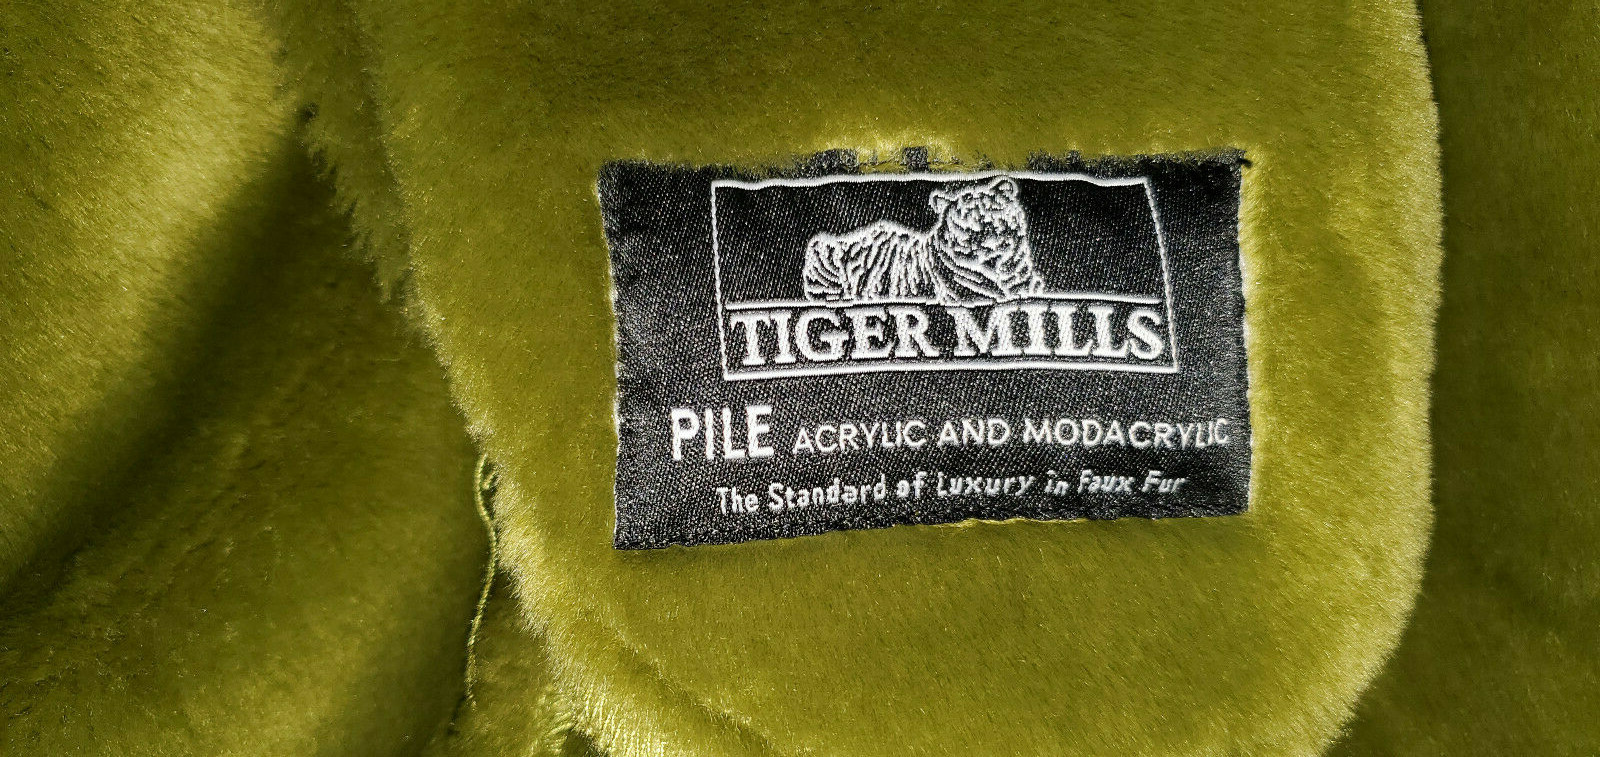 TIGER MILLS
PILE ACRYLIC AND MODACRYLIC
The Standard of Luxury in Faux Fur